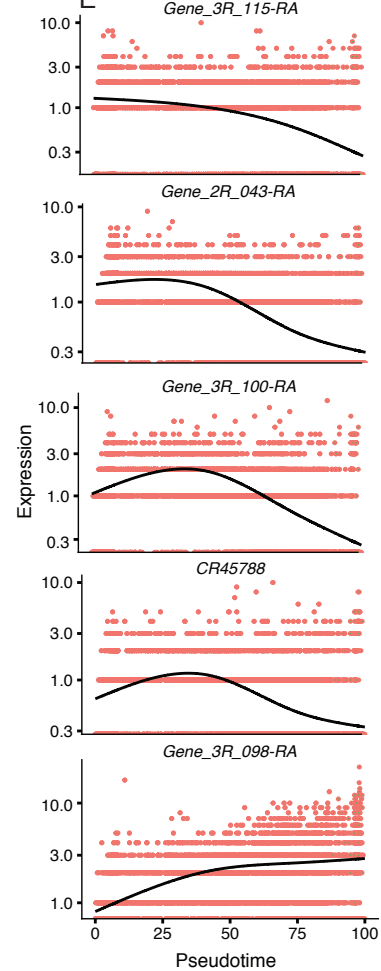 E
Gene_3R_115-RA
10.0
3.0
1.0
0.3
Gene_2R_043-RA
10.0
3.0
1.0
0.3
Gene_3R_100-RA
10.0
3.0
1.0
0.3
Expression
CR45788
10.0
3.0
1.0
0.3
Gene_3R_098-RA
10.0
3.0
1.0
0 25 50 75 100
Pseudotime